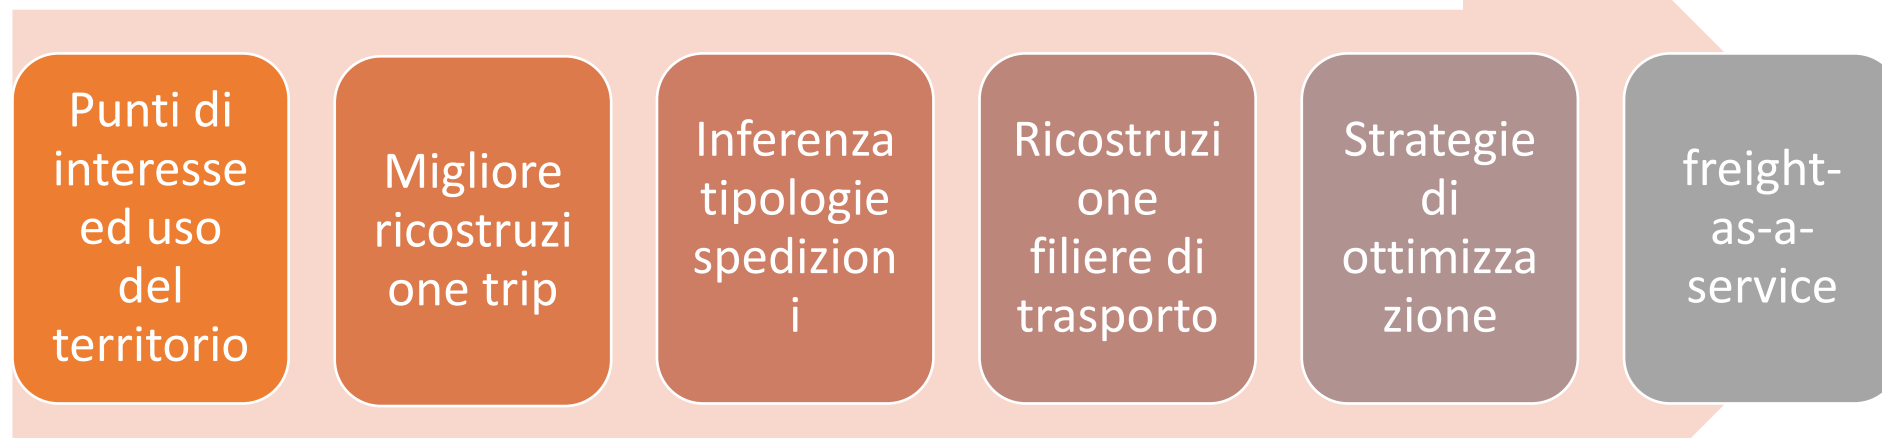 Punti di
interesse
ed uso
del
territorio
Migliore
ricostruzi
one trip
Inferenza
tipologie
spedizion
i
Ricostruzi
one
filiere di
trasporto
Strategie
di
ottimizza
zione
freight-
as-a-
service